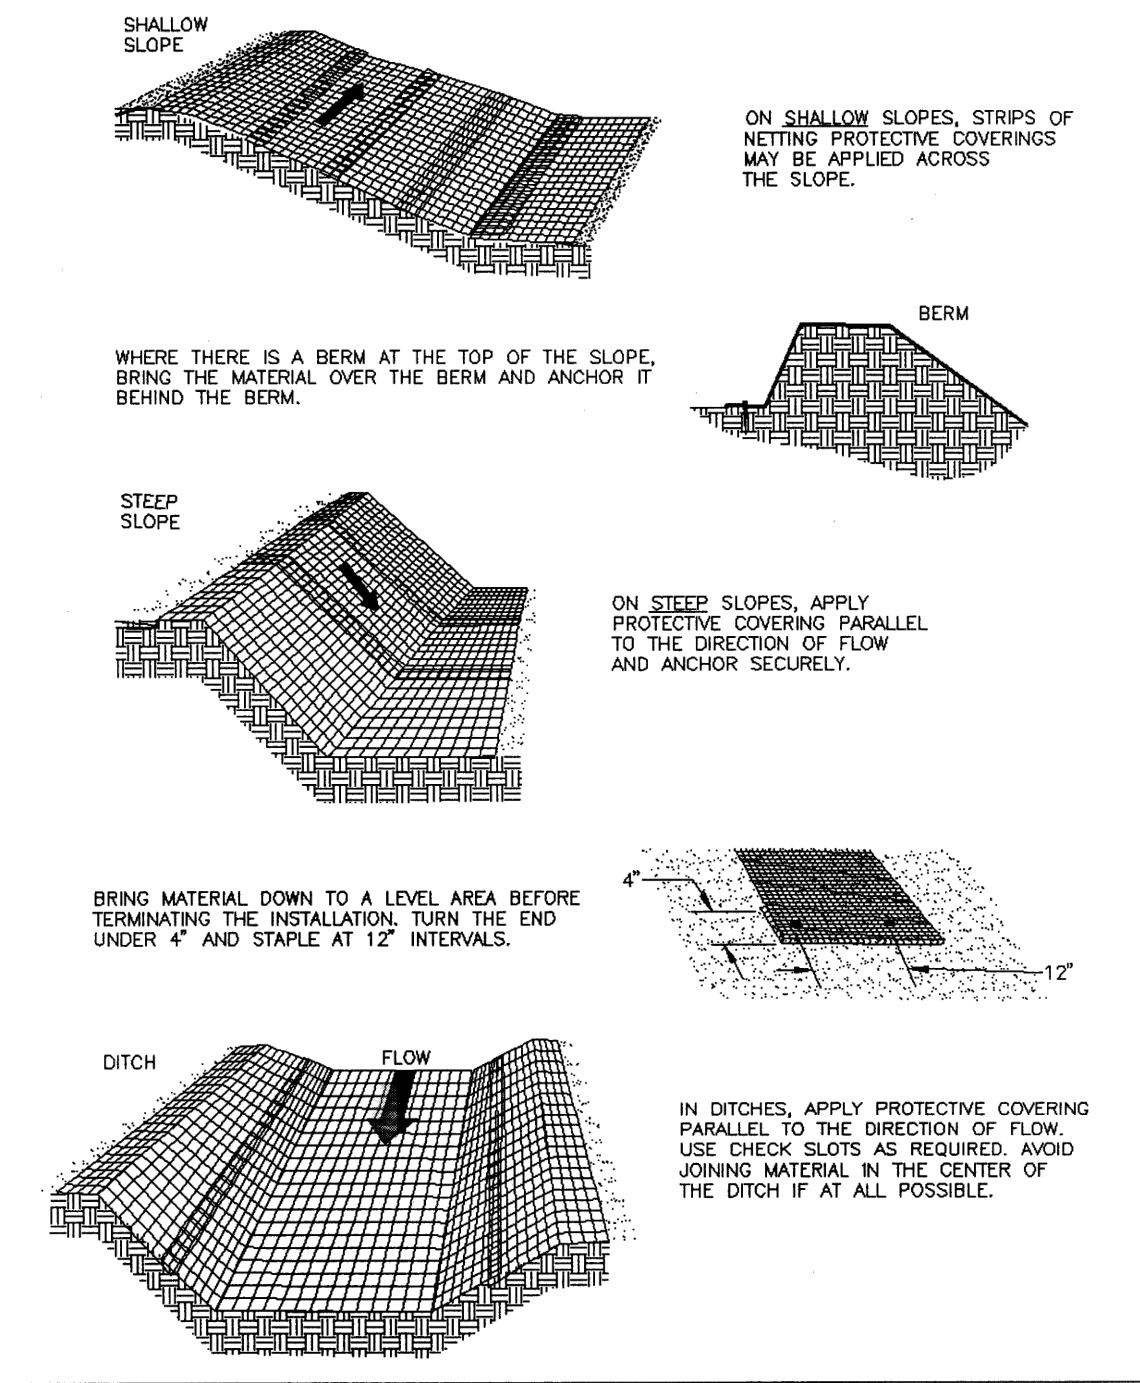 SHALLOW
SLOPE
ON SHALLOW SLOPES, STRIPS OF
NETTING PROTECTIVE COVERINGS
MAY BE APPLIED ACROSS
THE SLOPE.
BERM
WHERE THERE IS A BERM AT THE TOP OF THE SLOPE,
BRING THE MATERIAL OVER THE BERM AND ANCHOR IT
BEHIND THE BERM.
STEEP
SLOPE
ON STEEP SLOPES, APPLY
PROTECTIVE COVERING PARALLEL
TO THE DIRECTION OF FLOW
AND ANCHOR SECURELY.
BRING MATERIAL DOWN TO A LEVEL AREA BEFORE
TERMINATING THE INSTALLATION. TURN THE END
UNDER 4" AND STAPLE AT 12" INTERVALS.
4"
12"
DITCH
FLOW
IN DITCHES, APPLY PROTECTIVE COVERING
PARALLEL TO THE DIRECTION OF FLOW.
USE CHECK SLOTS AS REQUIRED. AVOID
JOINING MATERIAL IN THE CENTER OF
THE DITCH IF AT ALL POSSIBLE.